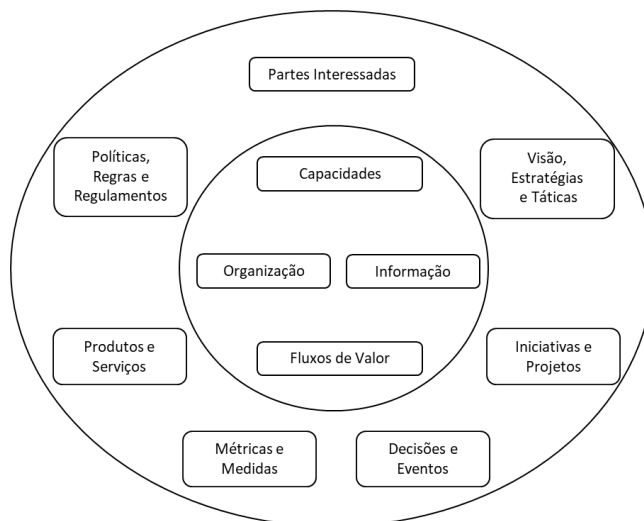 Partes Interessadas
Políticas,
Regras e
Regulamentos
Visão,
Estratégias
e Táticas
Capacidades
Organização
Informação
Fluxos de Valor
Produtos e
Serviços
Iniciativas e
Projetos
Métricas e
Medidas
Decisões e
Eventos